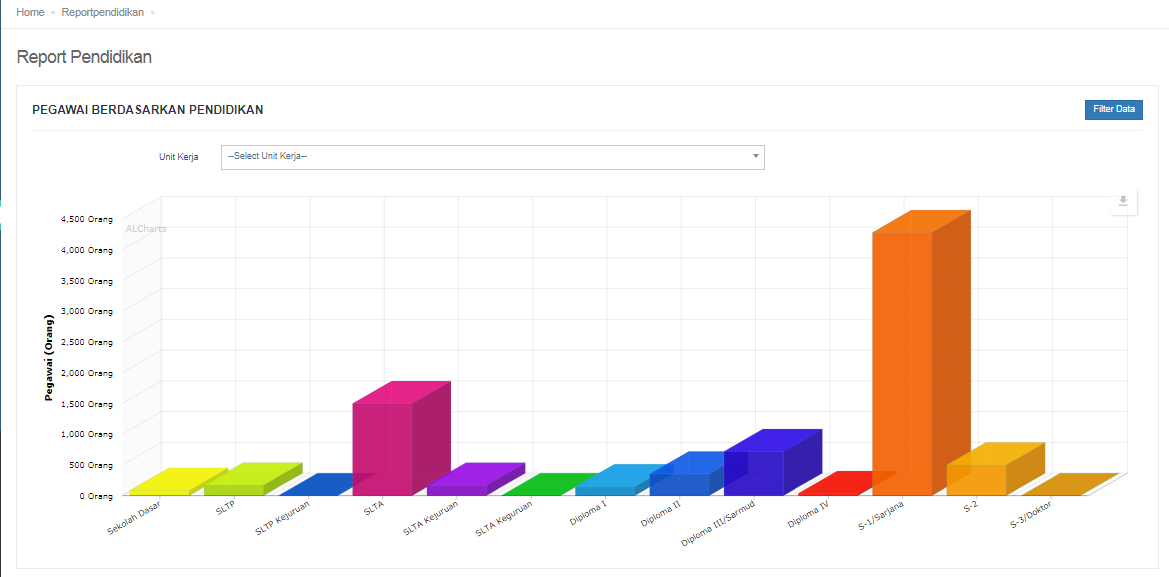 Home Reportpendidikan
Report Pendidikan
PEGAWAI BERDASARKAN PENDIDIKAN
Filter Data
Unit Kerja
--Select Unit Kerja--
ALCharts
Pegawai (Orang)
4,500 Orang
4,000 Orang
3,500 Orang
3,000 Orang
2,500 Orang
2,000 Orang
1,500 Orang
1,000 Orang
500 Orang
0 Orang
Sekolah Dasar
SLTP
SLTP Kejuruan
SLTA
SLTA Kejuruan
SLTA Keguruan
Diploma I
Diploma II
Diploma III/Sarmud
Diploma IV
S-1/Sarjana
S-2
S-3/Doktor